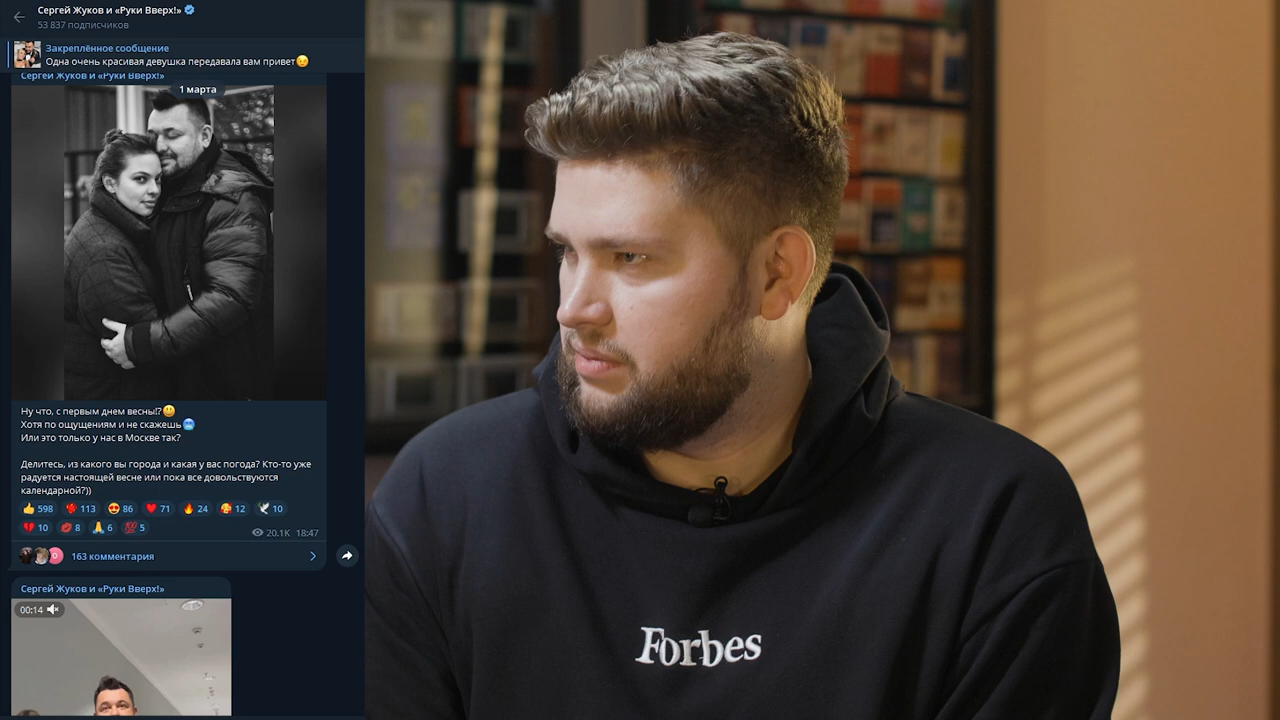 Сергей Жуков и «Руки Вверх!»
53 837 подписчиков
Закреплённое сообщение
Одна очень красивая девушка передавала вам привет😉
Сергей Жуков и «Руки Вверх!»
1 марта
Ну что, с первым днем весны!?😃
Хотя по ощущениям и не скажешь🥶
Или это только у нас в Москве так?
Делитесь, из какого вы города и какая у вас погода? Кто-то уже
радуется настоящей весне или пока все довольствуются
календарной?))
👍 598 ❤️‍🔥 113 😍 86 ❤️ 71 🔥 24 🥰 12 🕊 10
💔 10 💋 8 🙏 6 💯 5
20.1K 18:47
163 комментария
Сергей Жуков и «Руки Вверх!»
00:14
Forbes